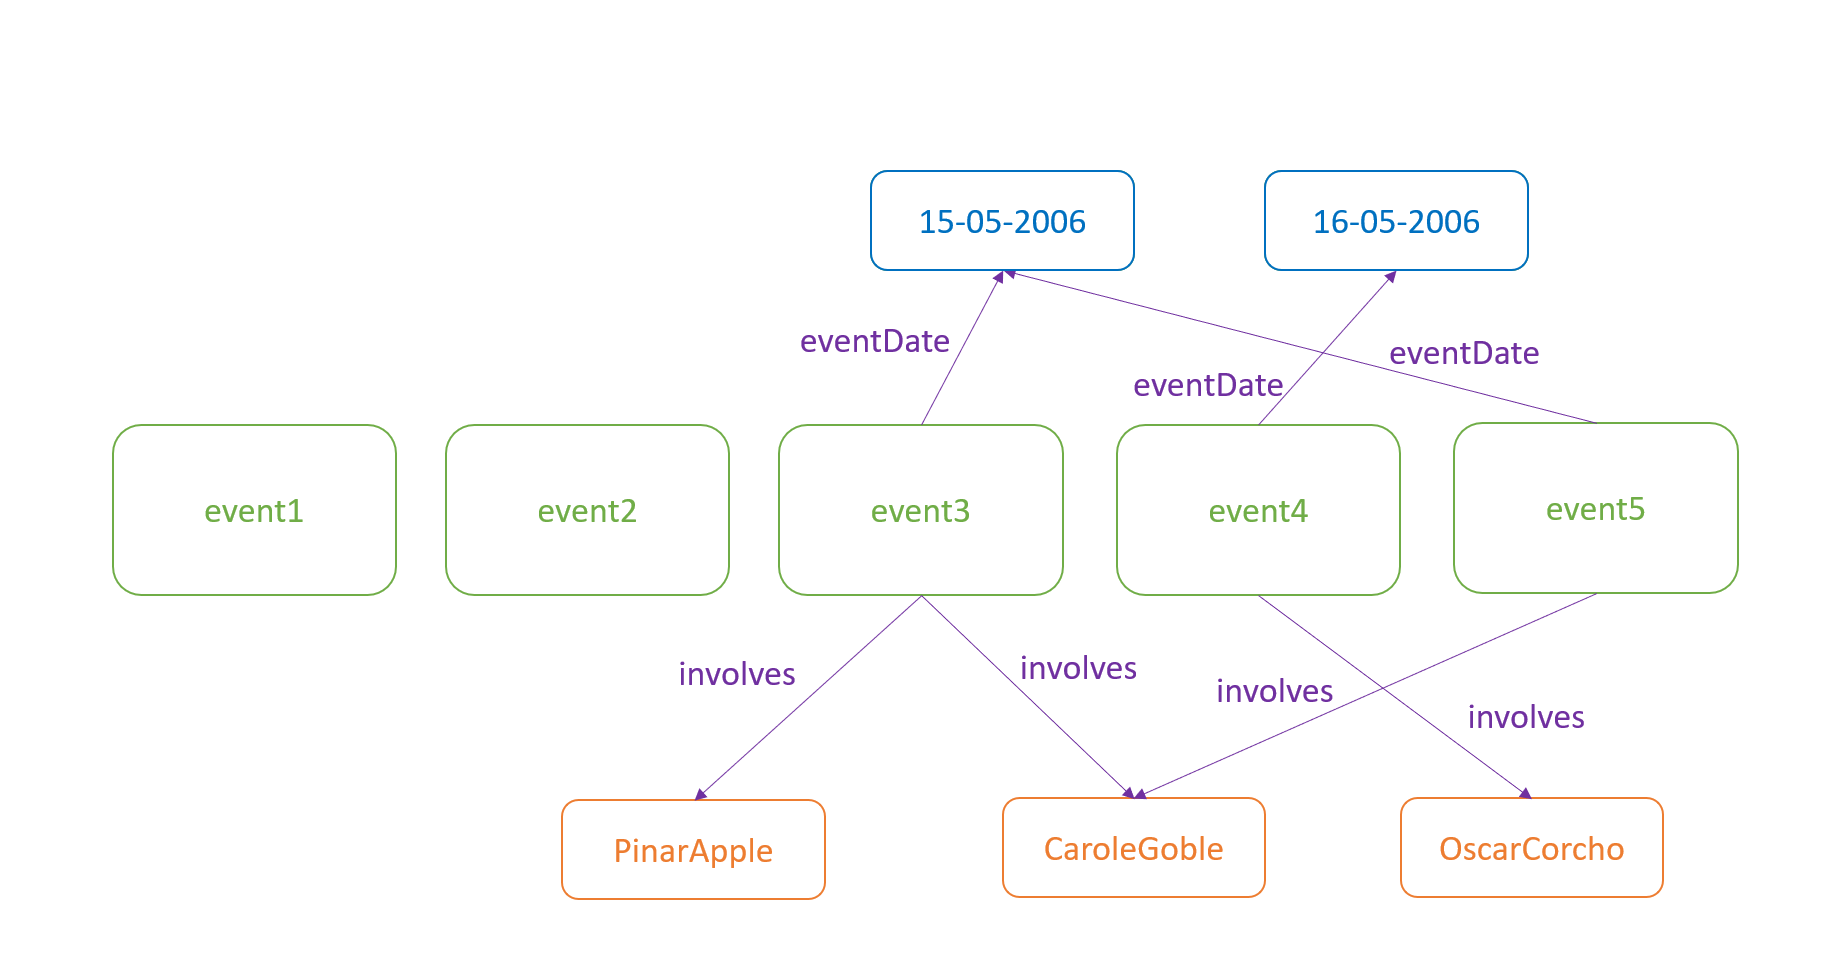 15-05-2006
16-05-2006
eventDate
eventDate
eventDate
event1
event2
event3
event4
event5
involves
involves
involves
involves
PinarApple
CaroleGoble
OscarCorcho